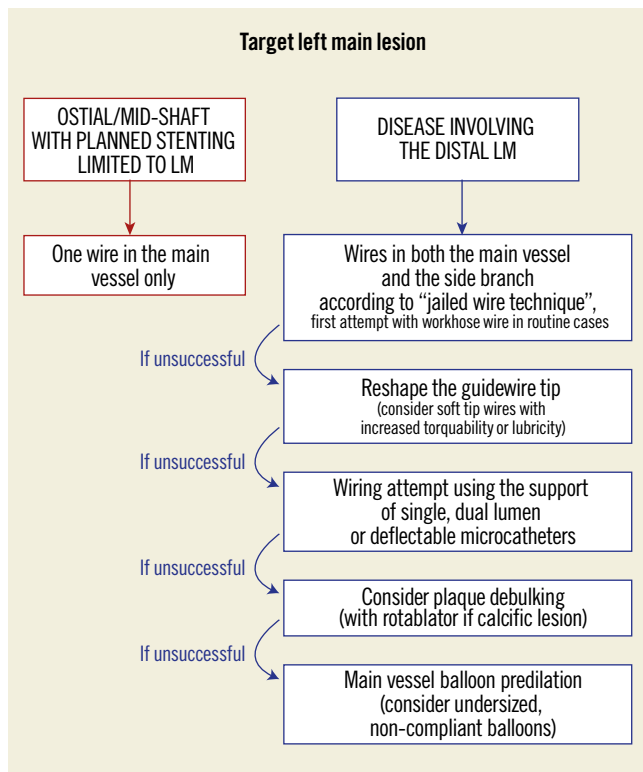 Target left main lesion
OSTIAL/MID-SHAFT
WITH PLANNED STENTING
LIMITED TO LM
One wire in the main
vessel only
DISEASE INVOLVING
THE DISTAL LM
Wires in both the main vessel
and the side branch
according to “jailed wire technique”,
first attempt with workhose wire in routine cases
If unsuccessful
Reshape the guidewire tip
(consider soft tip wires with
increased torquability or lubricity)
If unsuccessful
Wiring attempt using the support
of single, dual lumen
or deflectable microcatheters
If unsuccessful
Consider plaque debulking
(with rotablator if calcific lesion)
If unsuccessful
Main vessel balloon predilation
(consider undersized,
non-compliant balloons)